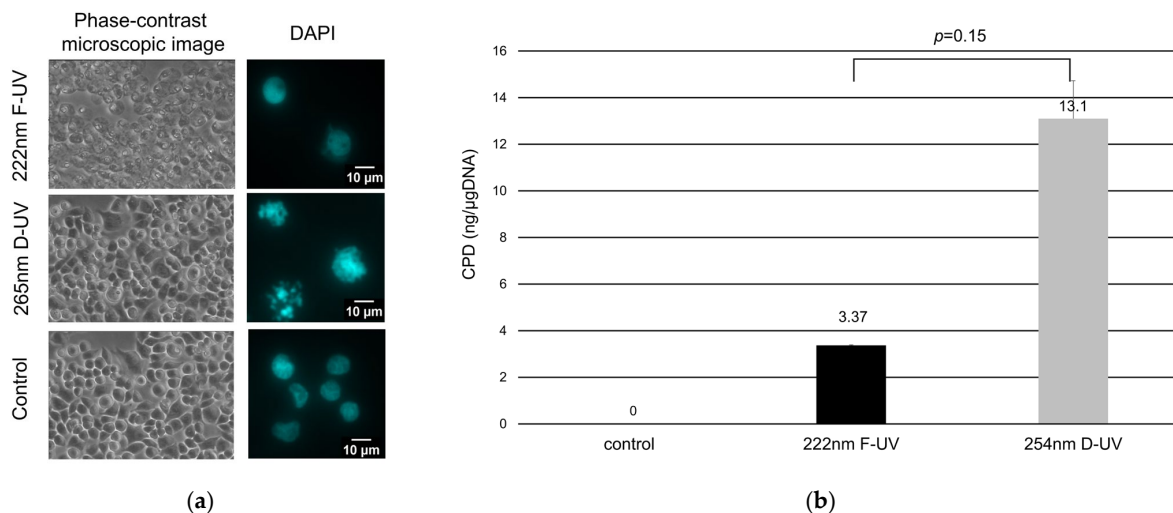 Phase-contrast
microscopic image
DAPI
222nm F-UV
10 µm
265nm D-UV
10 µm
Control
10 µm
(a)
p=0.15
CPD (ng/µgDNA)
16
14
12
10
8
6
4
2
0
0
3.37
13.1
control
222nm F-UV
254nm D-UV
(b)